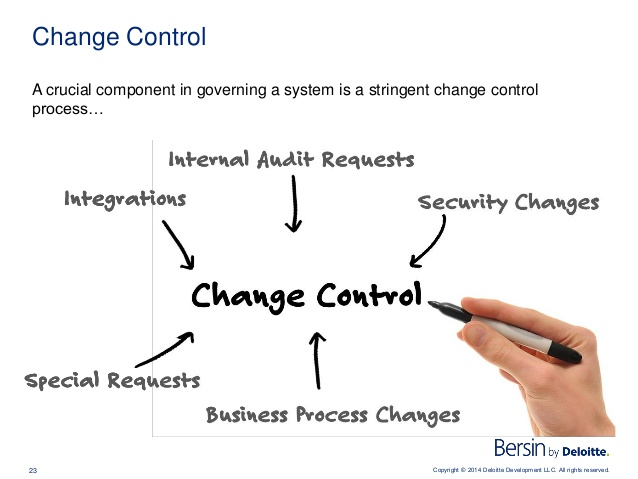 Change Control
A crucial component in governing a system is a stringent change control
process…
Internal Audit Requests
Integrations
Security Changes
Change Control
Special Requests
Business Process Changes
Bersin by Deloitte.
23
Copyright © 2014 Deloitte Development LLC. All rights reserved.